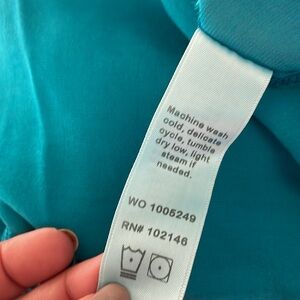 Machine wash
cold, delicate
cycle, tumble
dry low, light
steam if
needed.
WO 1005249
RN# 102146